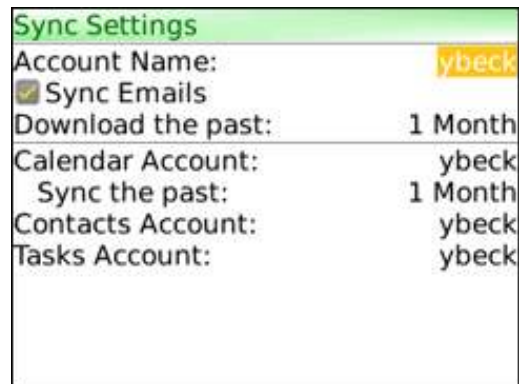 Sync Settings
Account Name: ybeck
Sync Emails
Download the past: 1 Month
Calendar Account: ybeck
Sync the past: 1 Month
Contacts Account: ybeck
Tasks Account: ybeck